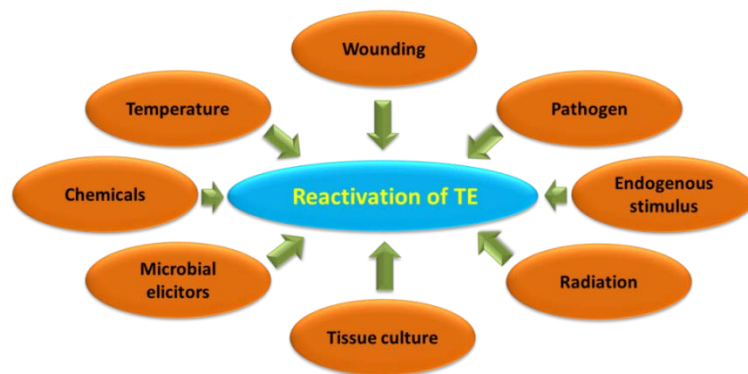 Wounding
Temperature
Pathogen
Chemicals
Reactivation of TE
Endogenous
stimulus
Microbial
elicitors
Radiation
Tissue culture